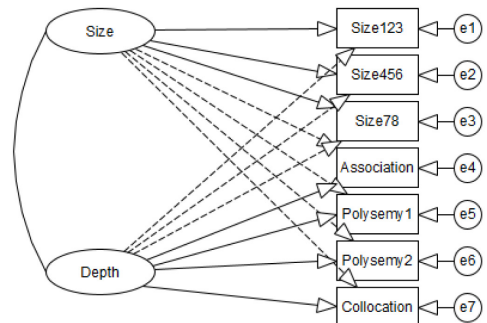 Size
Size123
e1
Size456
e2
Size78
e3
Association
e4
Polysemy1
e5
Depth
Polysemy2
e6
Collocation
e7